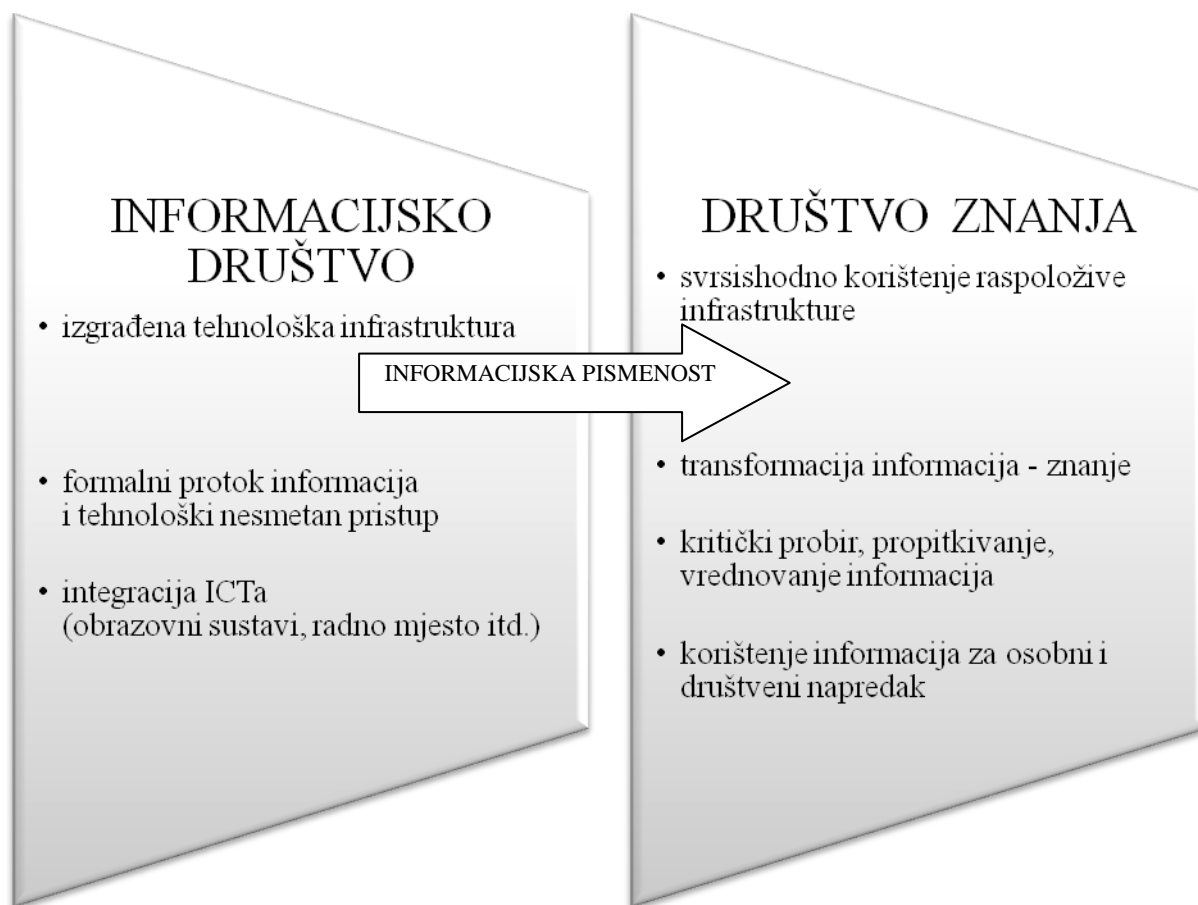 INFORMACIJSKO
DRUŠTVO
• izgrađena tehnološka infrastruktura
• formalni protok informacija
i tehnološki nesmetan pristup
• integracija ICTa
(obrazovni sustavi, radno mjesto itd.)
INFORMACIJSKA PISMENOST
DRUŠTVO ZNANJA
• svrsishodno korištenje raspoložive
infrastrukture
• transformacija informacija - znanje
• kritički probir, propitkivanje,
vrednovanje informacija
• korištenje informacija za osobni i
društveni napredak